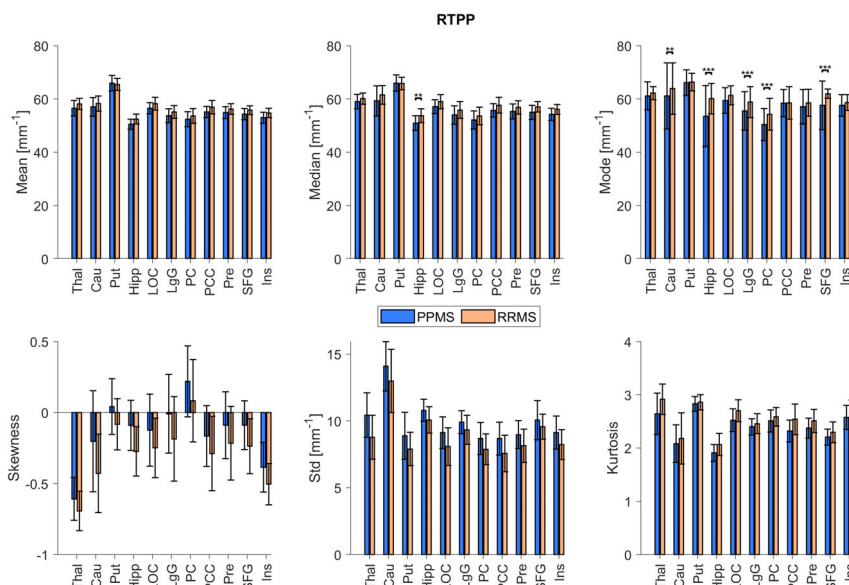 RTPP
Mean [mm⁻¹]
80
60
40
20
0
Thal Cau Put Hipp LOC LgG PC PCC Pre SFG Ins
Median [mm⁻¹]
80
60
40
20
0
**
Thal Cau Put Hipp LOC LgG PC PCC Pre SFG Ins
Mode [mm⁻¹]
80
60
40
20
0
** *** *** *** ***
Thal Cau Put Hipp LOC LgG PC PCC Pre SFG Ins
PPMS RRMS
Skewness
0.5
0
-0.5
-1
Thal Cau Put Hipp LOC LgG PC PCC Pre SFG Ins
Std [mm⁻¹]
15
10
5
0
Thal Cau Put Hipp LOC LgG PC PCC Pre SFG Ins
Kurtosis
4
3
2
1
0
Thal Cau Put Hipp LOC LgG PC PCC Pre SFG Ins